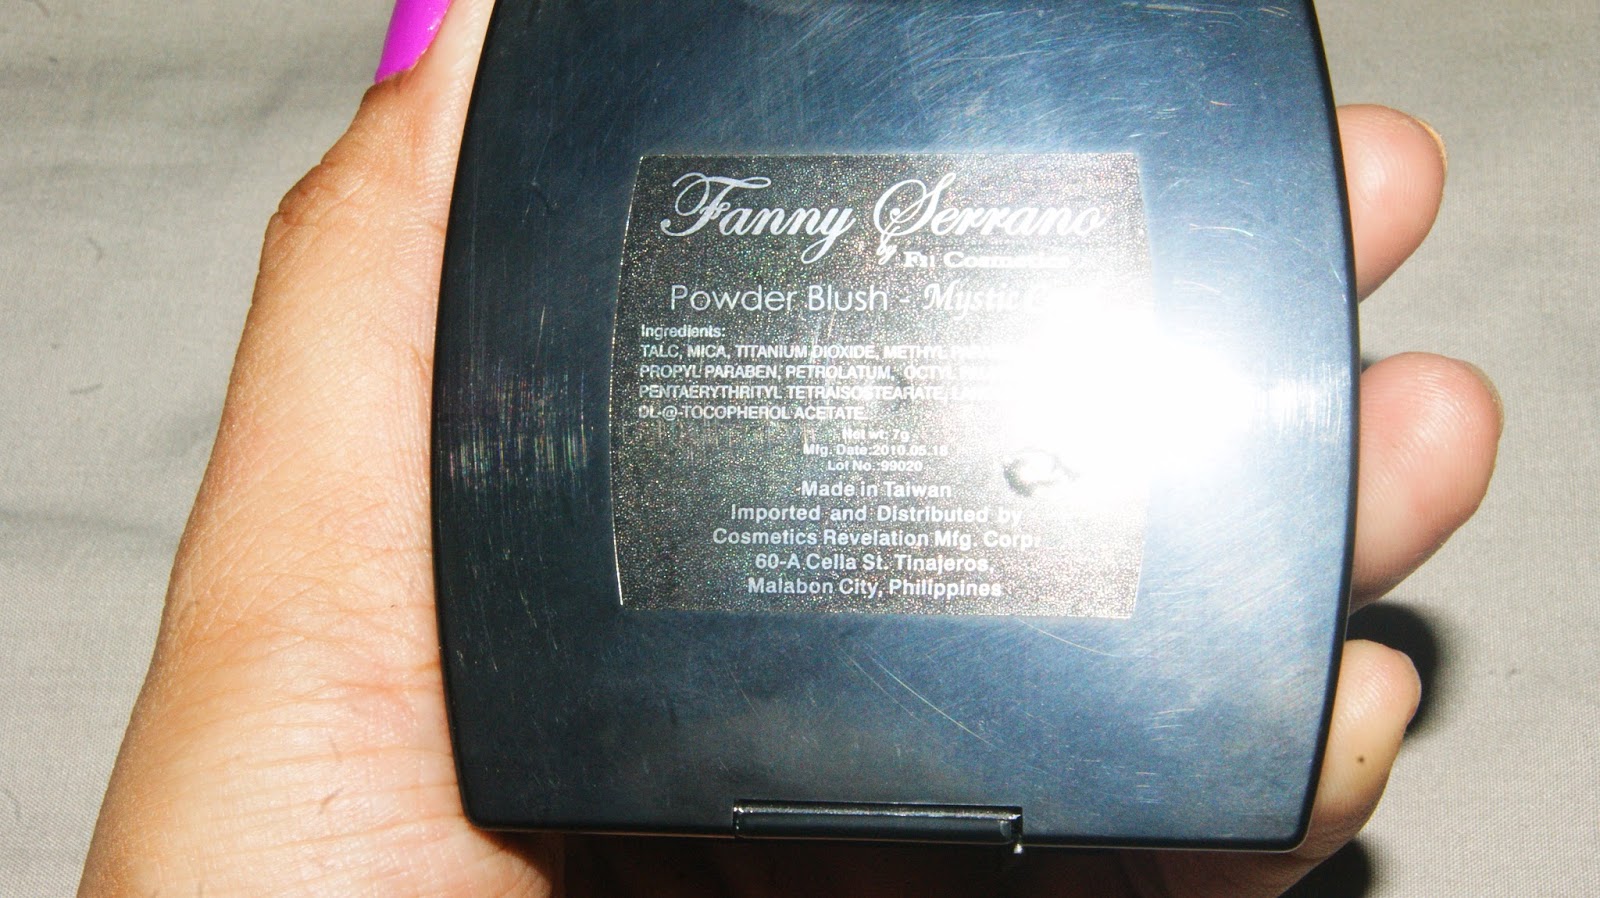 Fanny Serrano
by FS Cosmetics
Powder Blush - Mystic
Ingredients:
TALC, MICA, TITANIUM DIOXIDE, METHYL
PROPYL PARABEN, PETROLATUM, OCTYL
PENTAERYTHRITYL TETRAISOSTEARATE,
DL-@-TOCOPHEROL ACETATE.
Net wt: 7g
Mfg. Date:2010.05.18
Lot No.:99020
Made in Taiwan
Imported and Distributed by
Cosmetics Revelation Mfg. Corp.
60-A Cella St. Tinajeros,
Malabon City, Philippines